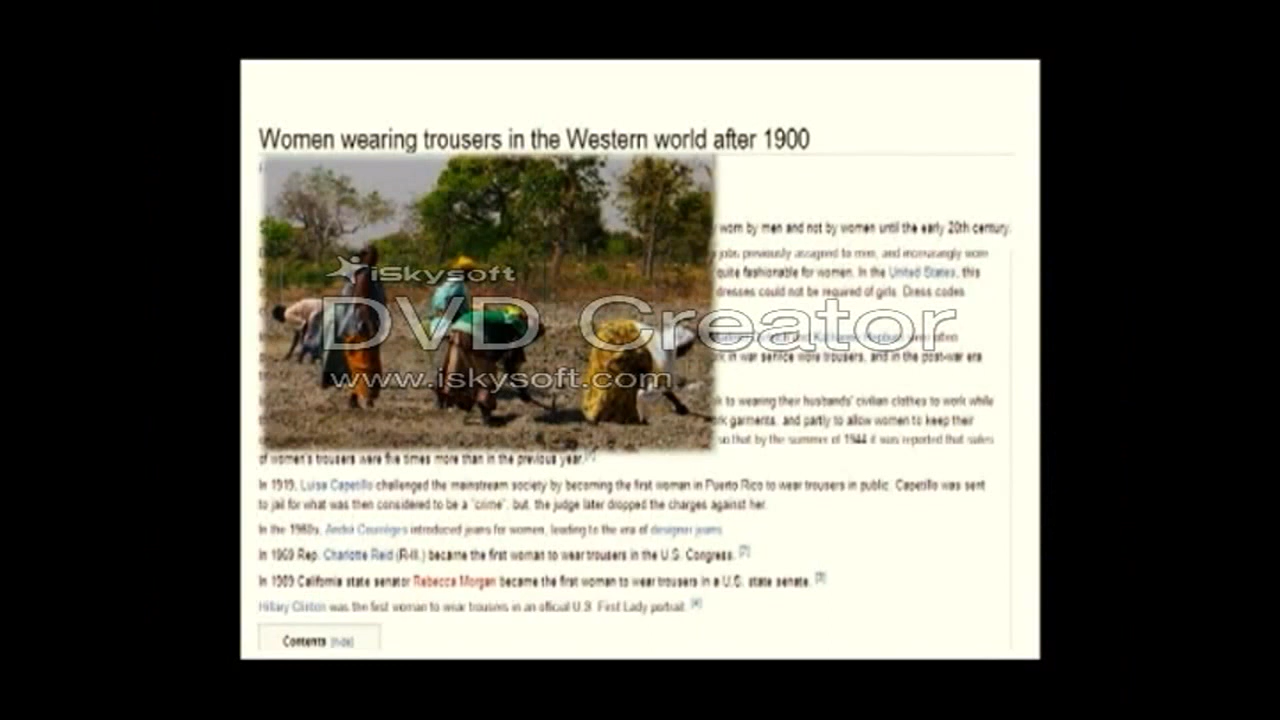 Women wearing trousers in the Western world after 1900
worn by men and not by women until the early 20th century.
jobs previously assigned to men, and increasingly wore
quite fashionable for women. In the United States, this
dresses could not be required of girls. Dress codes
iSkysoft
DVD Creator
www.iskysoft.com
in war service wore trousers, and in the post-war era
to wearing their husbands' civilian clothes to work while
garments, and partly to allow women to keep their
so that by the summer of 1944 it was reported that sales
of women's trousers were five times more than in the previous year.
In 1919, Luisa Capetillo challenged the mainstream society by becoming the first woman in Puerto Rico to wear trousers in public. Capetillo was sent
to jail for what was then considered to be a "crime", but, the judge later dropped the charges against her.
In the 1960s, André Courrèges introduced jeans for women, leading to the era of designer jeans
In 1969 Rep. Charlotte Reid (R-Ill.) became the first woman to wear trousers in the U.S. Congress. [2]
In 1989 California state senator Rebecca Morgan became the first woman to wear trousers in a U.S. state senate. [3]
Hillary Clinton was the first woman to wear trousers in an official U.S. First Lady portrait. [4]
Contents [hide]